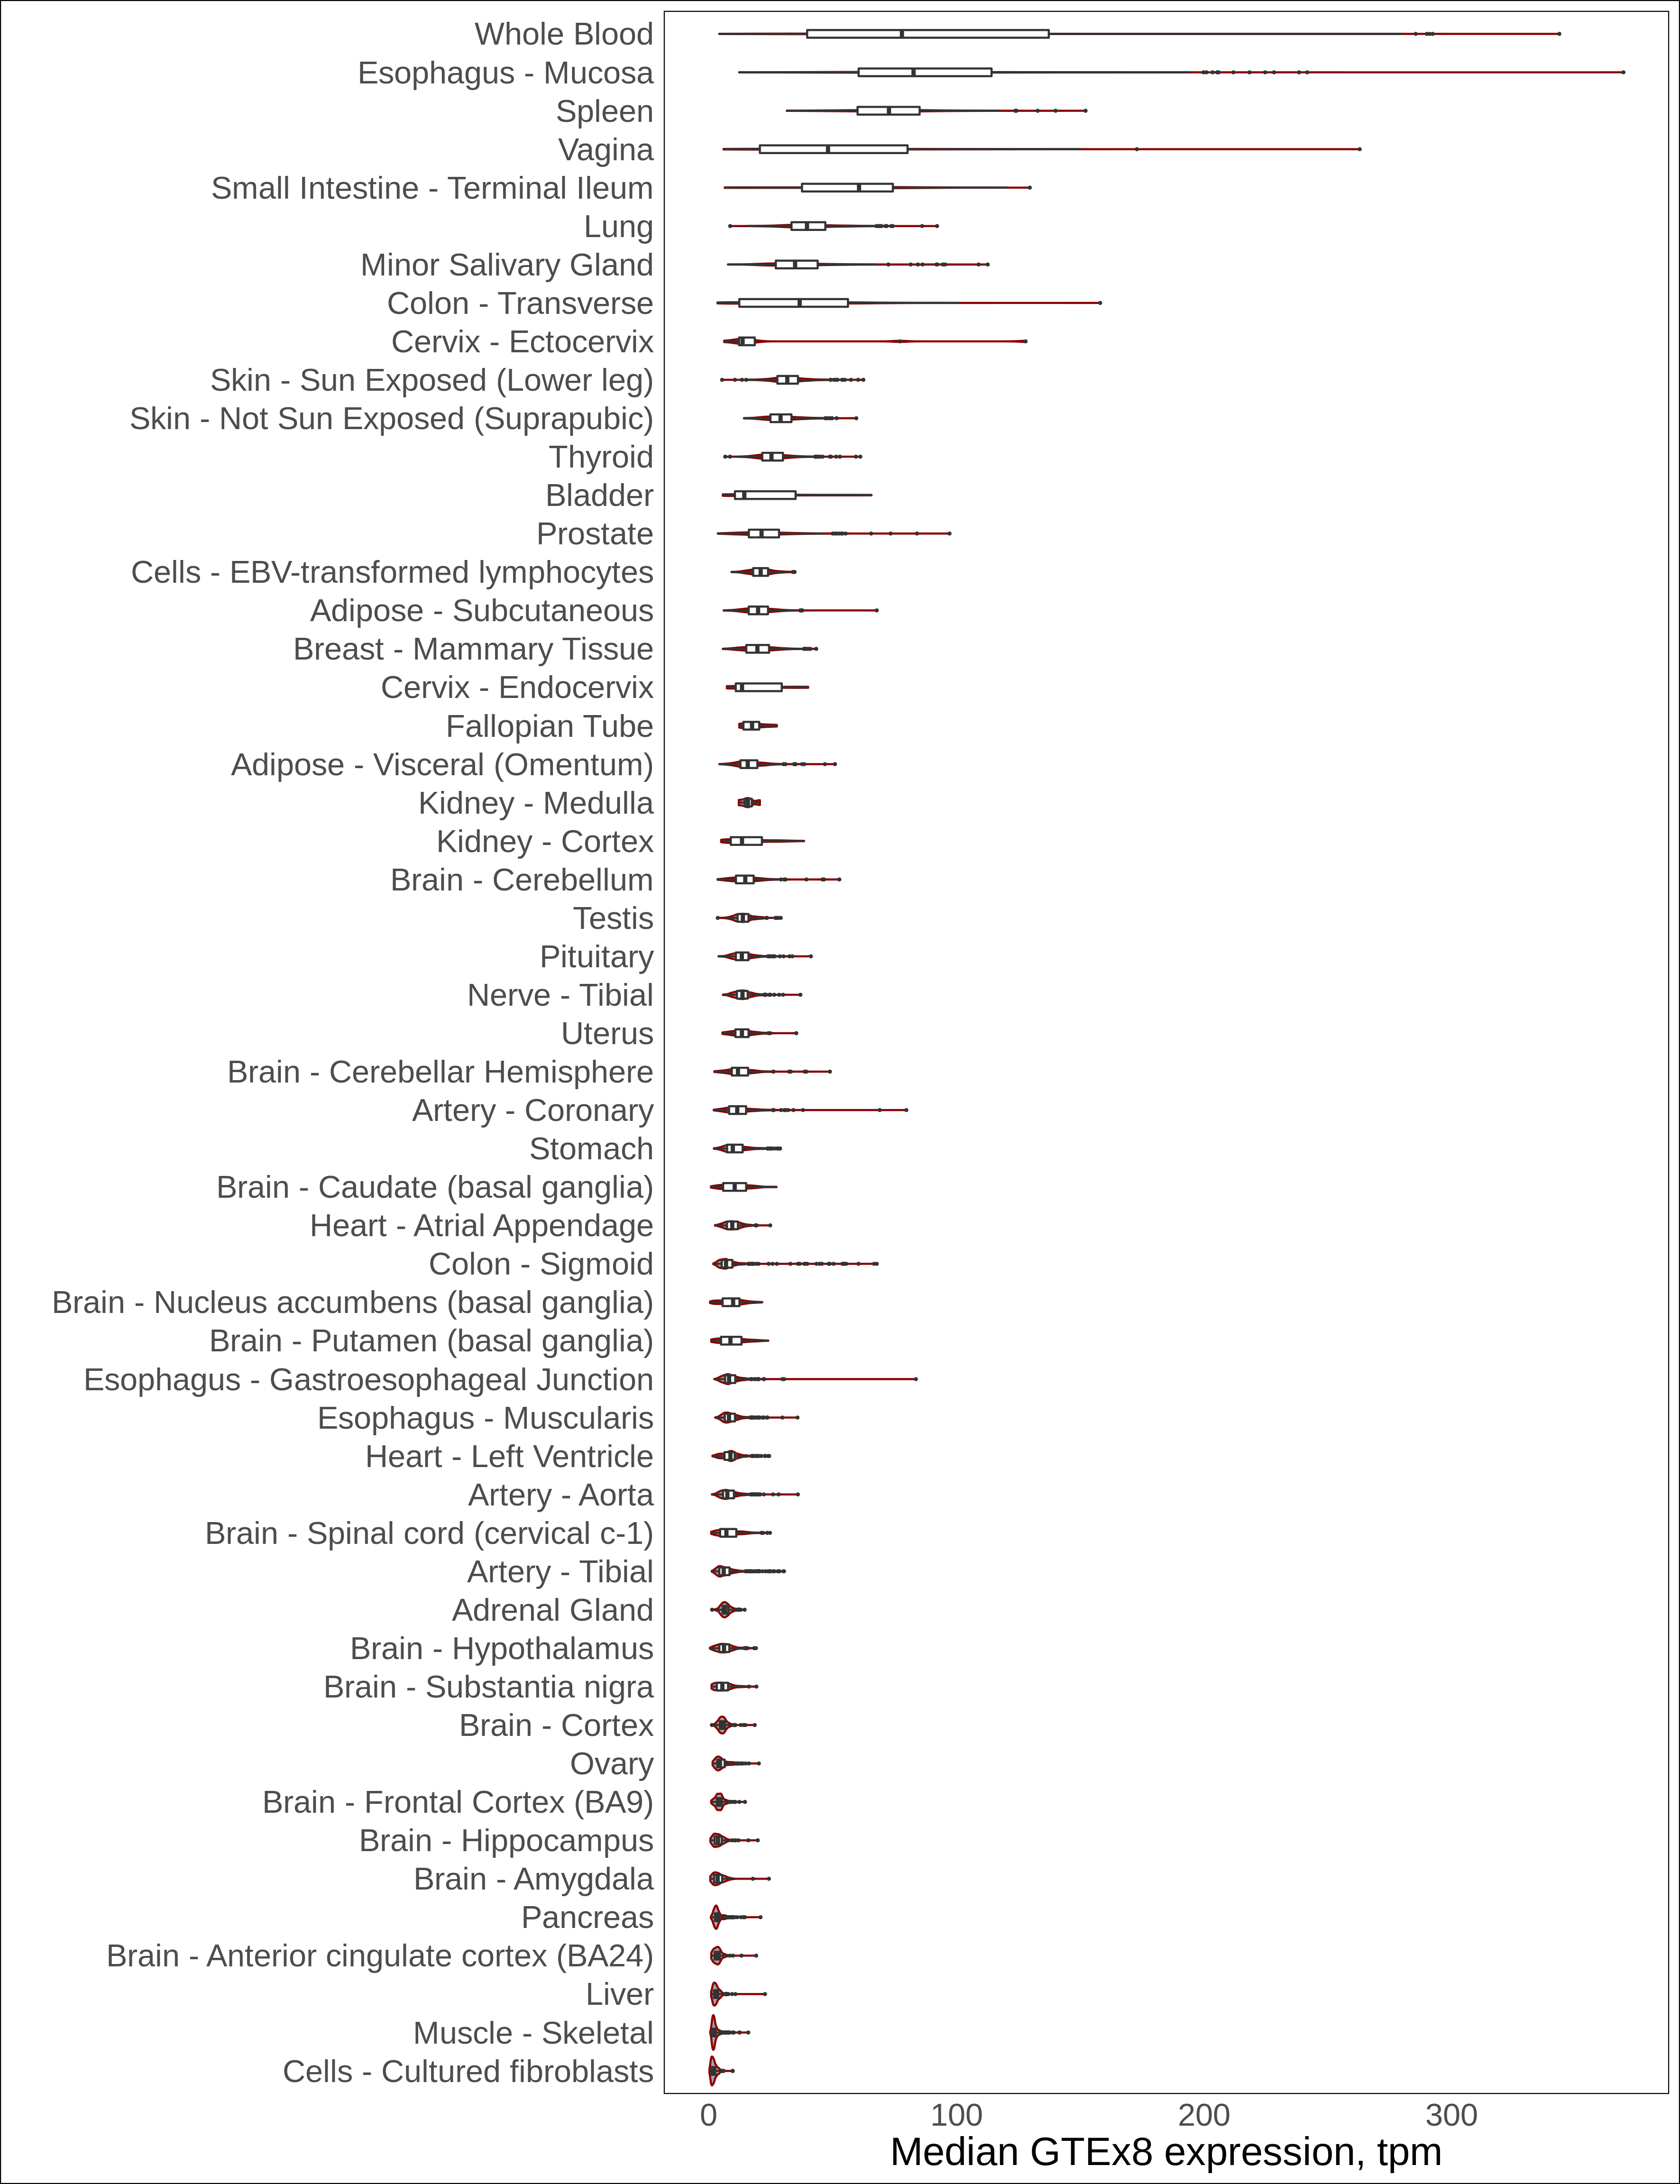 Whole Blood
Esophagus - Mucosa
Spleen
Vagina
Small Intestine - Terminal Ileum
Lung
Minor Salivary Gland
Colon - Transverse
Cervix - Ectocervix
Skin - Sun Exposed (Lower leg)
Skin - Not Sun Exposed (Suprapubic)
Thyroid
Bladder
Prostate
Cells - EBV-transformed lymphocytes
Adipose - Subcutaneous
Breast - Mammary Tissue
Cervix - Endocervix
Fallopian Tube
Adipose - Visceral (Omentum)
Kidney - Medulla
Kidney - Cortex
Brain - Cerebellum
Testis
Pituitary
Nerve - Tibial
Uterus
Brain - Cerebellar Hemisphere
Artery - Coronary
Stomach
Brain - Caudate (basal ganglia)
Heart - Atrial Appendage
Colon - Sigmoid
Brain - Nucleus accumbens (basal ganglia)
Brain - Putamen (basal ganglia)
Esophagus - Gastroesophageal Junction
Esophagus - Muscularis
Heart - Left Ventricle
Artery - Aorta
Brain - Spinal cord (cervical c-1)
Artery - Tibial
Adrenal Gland
Brain - Hypothalamus
Brain - Substantia nigra
Brain - Cortex
Ovary
Brain - Frontal Cortex (BA9)
Brain - Hippocampus
Brain - Amygdala
Pancreas
Brain - Anterior cingulate cortex (BA24)
Liver
Muscle - Skeletal
Cells - Cultured fibroblasts
0 100 200 300
Median GTEx8 expression, tpm